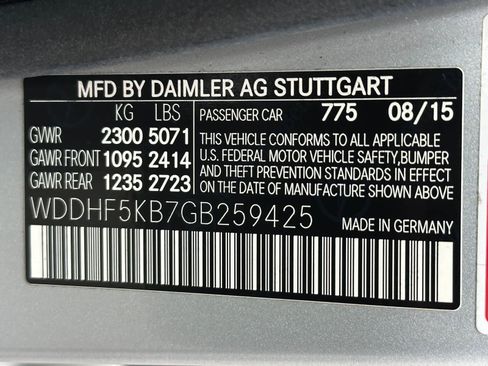 MFD BY DAIMLER AG STUTTGART
KG LBS PASSENGER CAR 775 08/15
GVWR 2300 5071 THIS VEHICLE CONFORMS TO ALL APPLICABLE
GAWR FRONT 1095 2414 U.S. FEDERAL MOTOR VEHICLE SAFETY,BUMPER
GAWR REAR 1235 2723 AND THEFT PREVENTION STANDARDS IN EFFECT
ON THE DATE OF MANUFACTURE SHOWN ABOVE
WDDHF5KB7GB259425 MADE IN GERMANY